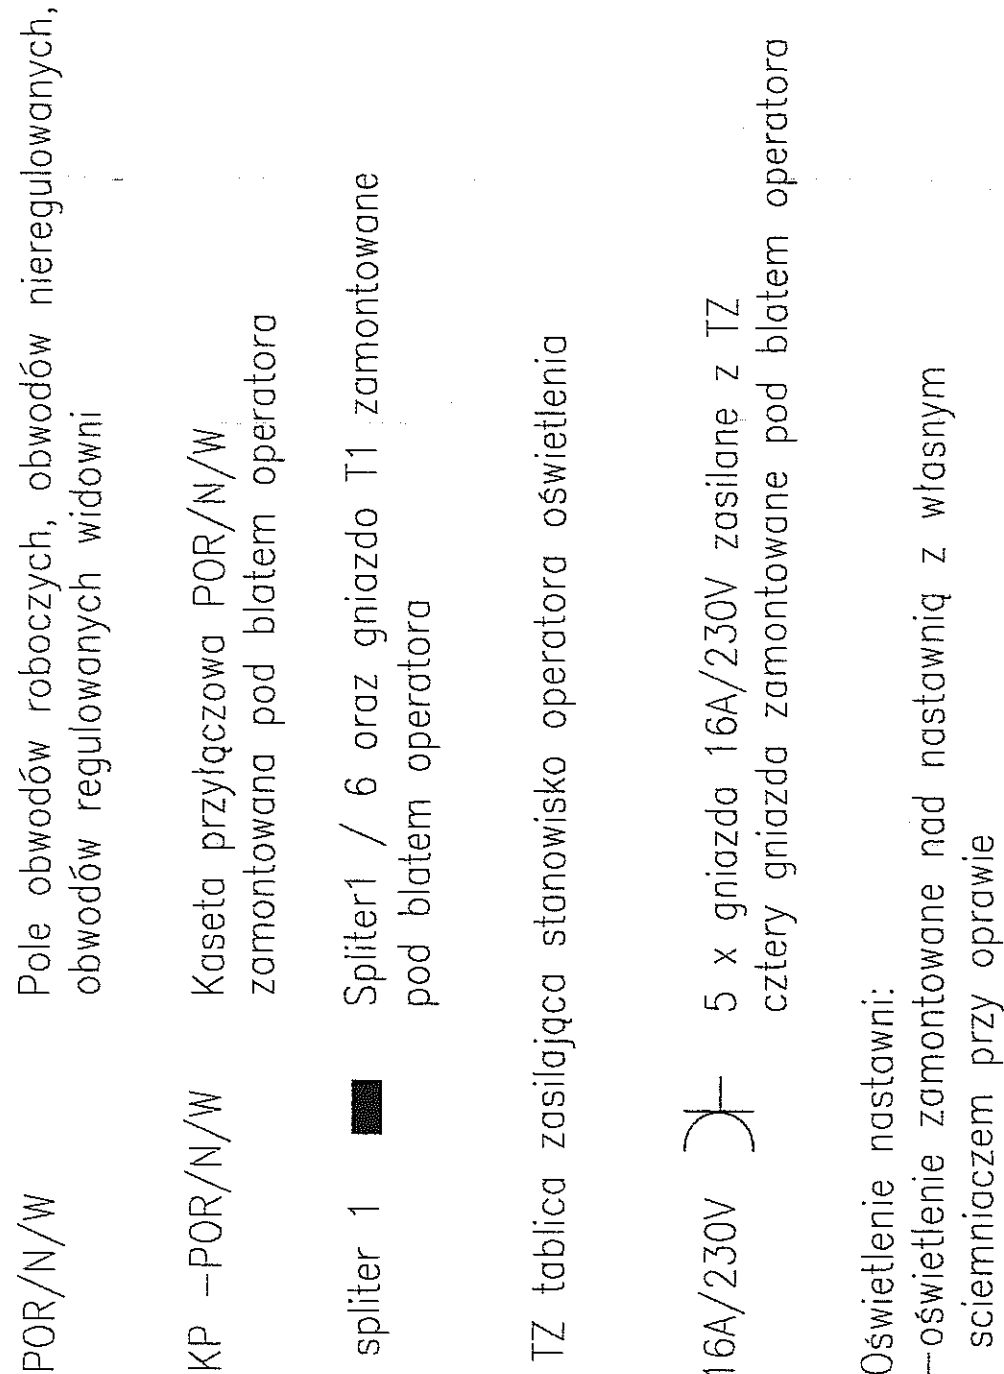 POR/N/W Pole obwodów roboczych, obwodów nieregulowanych,
obwodów regulowanych widowni
KP –POR/N/W Kaseta przyłączowa POR/N/W
zamontowana pod blatem operatora
spliter 1 Spliter1 / 6 oraz gniazdo T1 zamontowane
pod blatem operatora
TZ tablica zasilająca stanowisko operatora oświetlenia
16A/230V 5 x gniazda 16A/230V zasilane z TZ
cztery gniazda zamontowane pod blatem operatora
Oświetlenie nastawni:
–oświetlenie zamontowane nad nastawnią z własnym
sciemniaczem przy oprawie